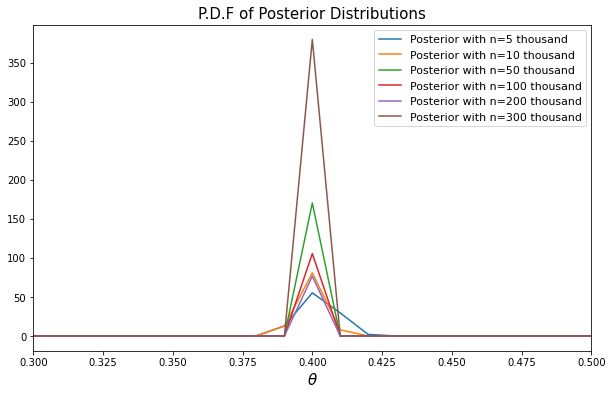 P.D.F of Posterior Distributions
Posterior with n=5 thousand
Posterior with n=10 thousand
Posterior with n=50 thousand
Posterior with n=100 thousand
Posterior with n=200 thousand
Posterior with n=300 thousand
350
300
250
200
150
100
50
0
0.300 0.325 0.350 0.375 0.400 0.425 0.450 0.475 0.500
θ